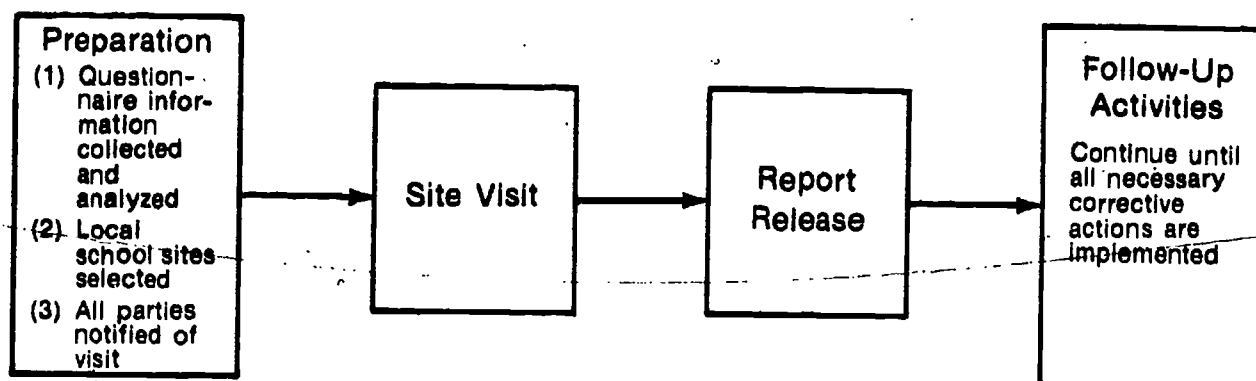 Preparation
(1) Question-
naire infor-
mation
collected
and
analyzed
(2) Local
school sites
selected
(3) All parties
notified of
visit
Site Visit
Report
Release
Follow-Up
Activities
Continue until
all necessary
corrective
actions are
implemented